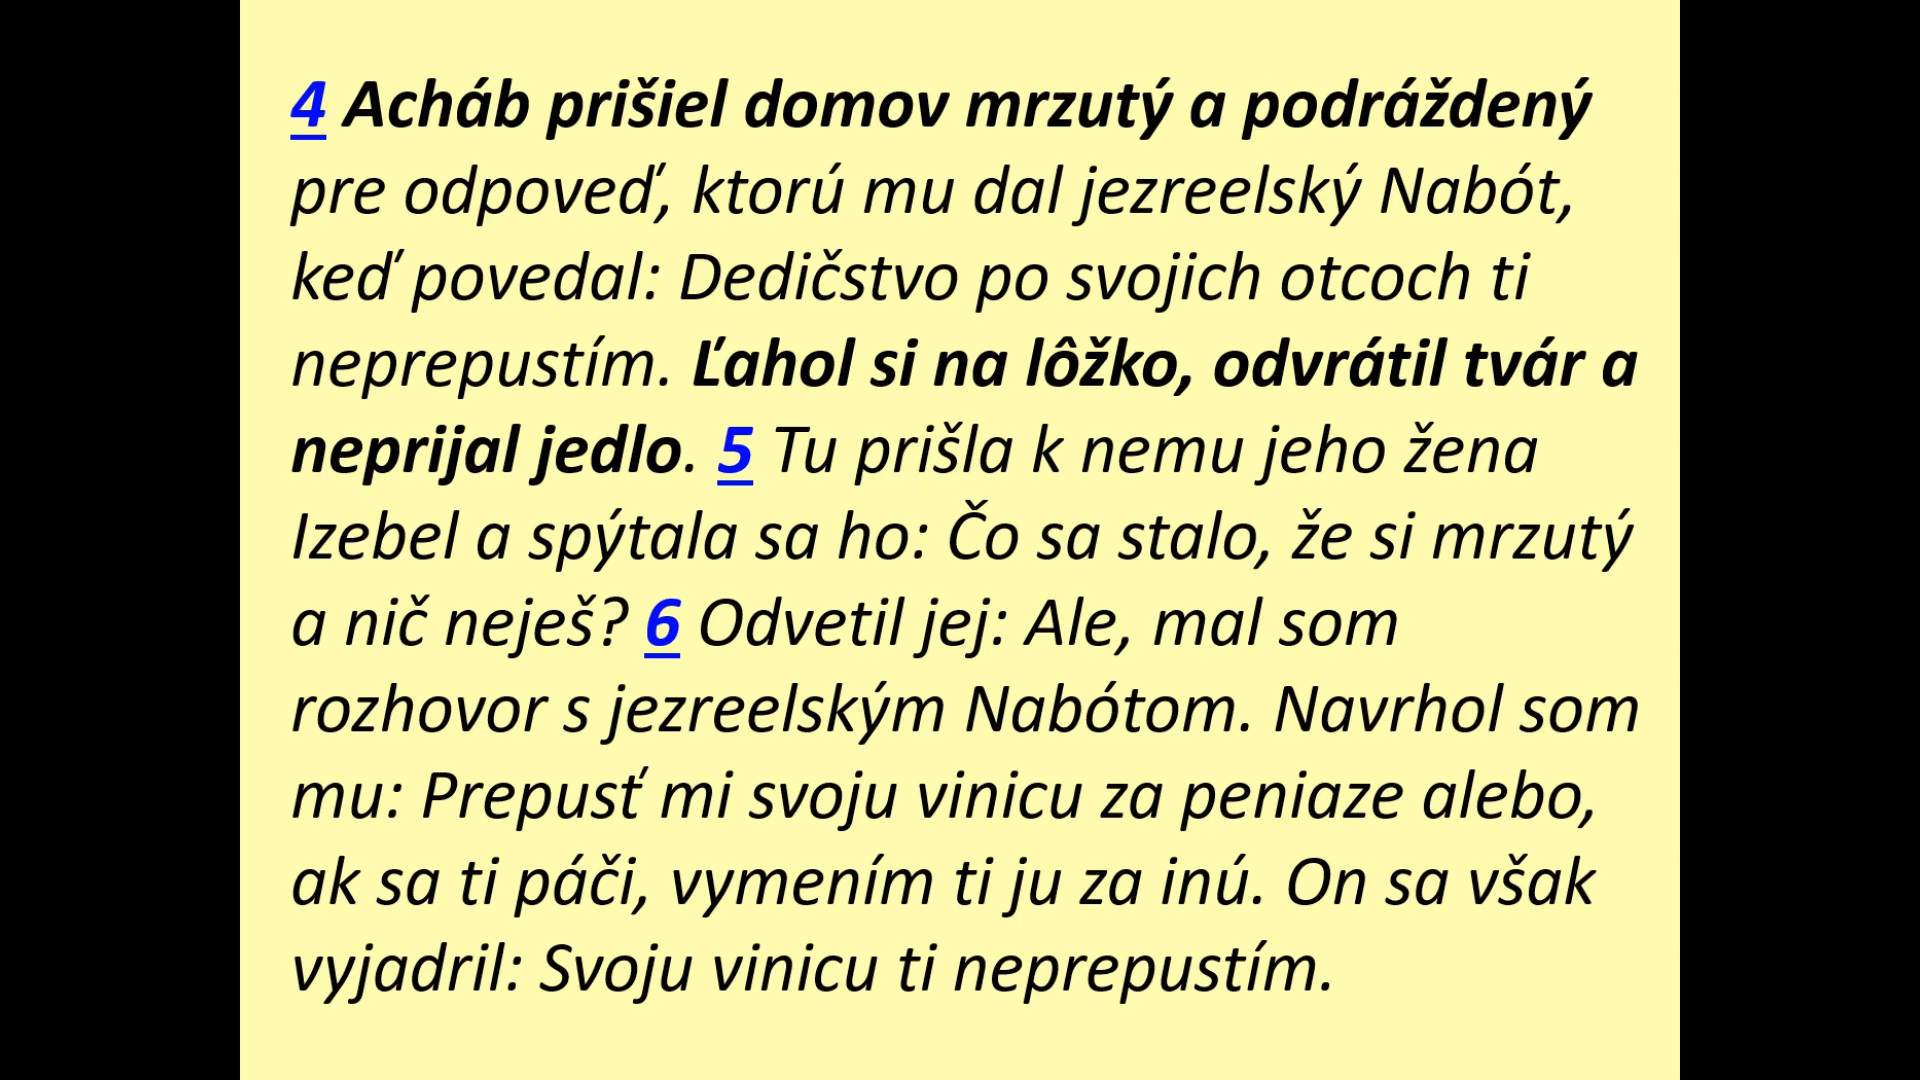 4 Acháb prišiel domov mrzutý a podráždený
pre odpoveď, ktorú mu dal jezreelský Nabót,
keď povedal: Dedičstvo po svojich otcoch ti
neprepustím. Ľahol si na lôžko, odvrátil tvár a
neprijal jedlo. 5 Tu prišla k nemu jeho žena
Izebel a spýtala sa ho: Čo sa stalo, že si mrzutý
a nič neješ? 6 Odvetil jej: Ale, mal som
rozhovor s jezreelským Nabótom. Navrhol som
mu: Prepusť mi svoju vinicu za peniaze alebo,
ak sa ti páči, vymením ti ju za inú. On sa však
vyjadril: Svoju vinicu ti neprepustím.